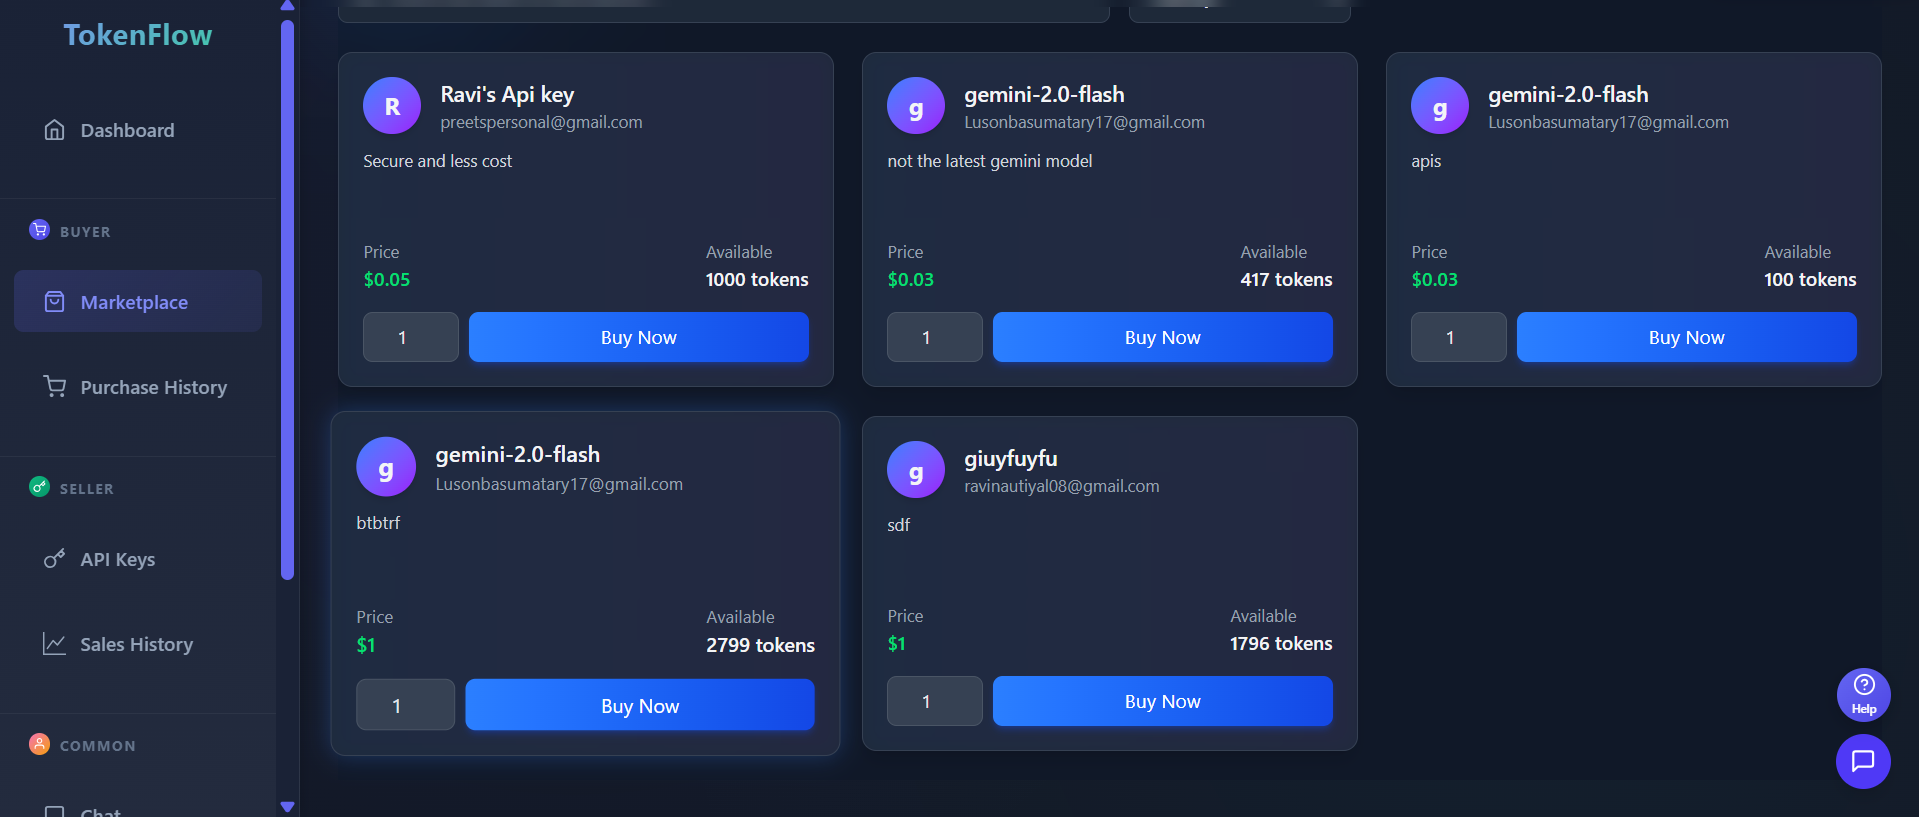 TokenFlow
Dashboard
BUYER
Marketplace
Purchase History
SELLER
API Keys
Sales History
COMMON
Chat
R
Ravi's Api key
preetspersonal@gmail.com
Secure and less cost
Price
Available
$0.05
1000 tokens
1
Buy Now
g
gemini-2.0-flash
Lusonbasumatary17@gmail.com
not the latest gemini model
Price
Available
$0.03
417 tokens
1
Buy Now
g
gemini-2.0-flash
Lusonbasumatary17@gmail.com
apis
Price
Available
$0.03
100 tokens
1
Buy Now
g
gemini-2.0-flash
Lusonbasumatary17@gmail.com
btbtrf
Price
Available
$1
2799 tokens
1
Buy Now
g
giuyfuyfu
ravinautiyal08@gmail.com
sdf
Price
Available
$1
1796 tokens
1
Buy Now
Help